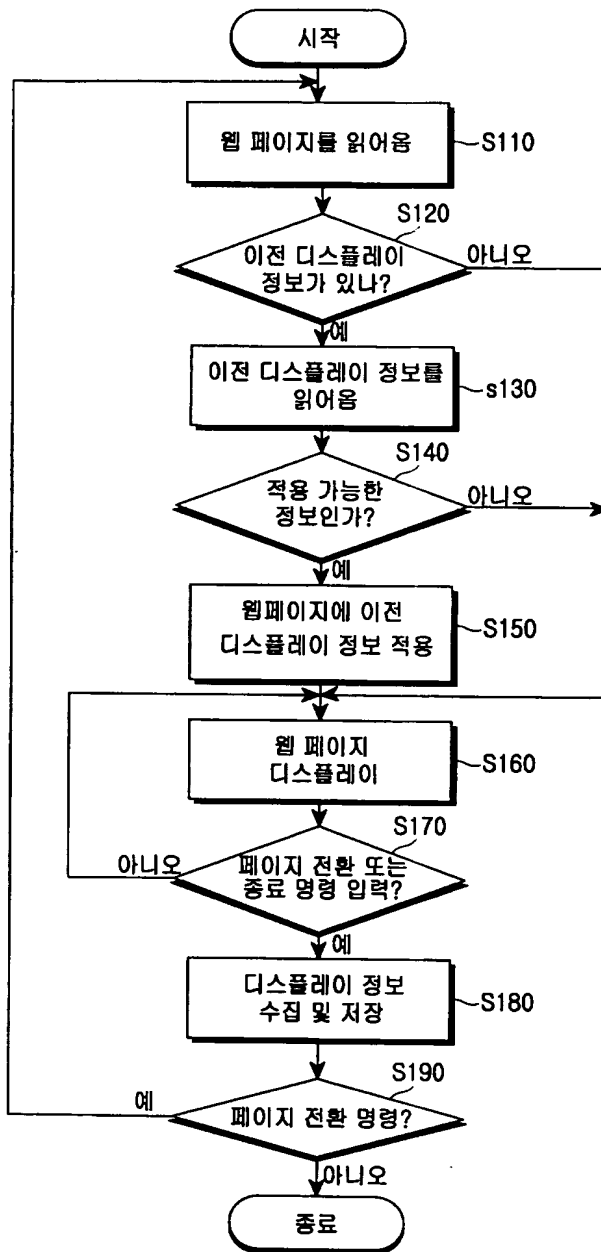 시작
웹 페이지를 읽어옴
S110
S120
이전 디스플레이
정보가 있나?
아니오
예
이전 디스플레이 정보를
읽어옴
s130
S140
적용 가능한
정보인가?
아니오
예
웹페이지에 이전
디스플레이 정보 적용
S150
웹 페이지
디스플레이
S160
S170
페이지 전환 또는
종료 명령 입력?
아니오
예
디스플레이 정보
수집 및 저장
S180
S190
페이지 전환 명령?
예
아니오
종료